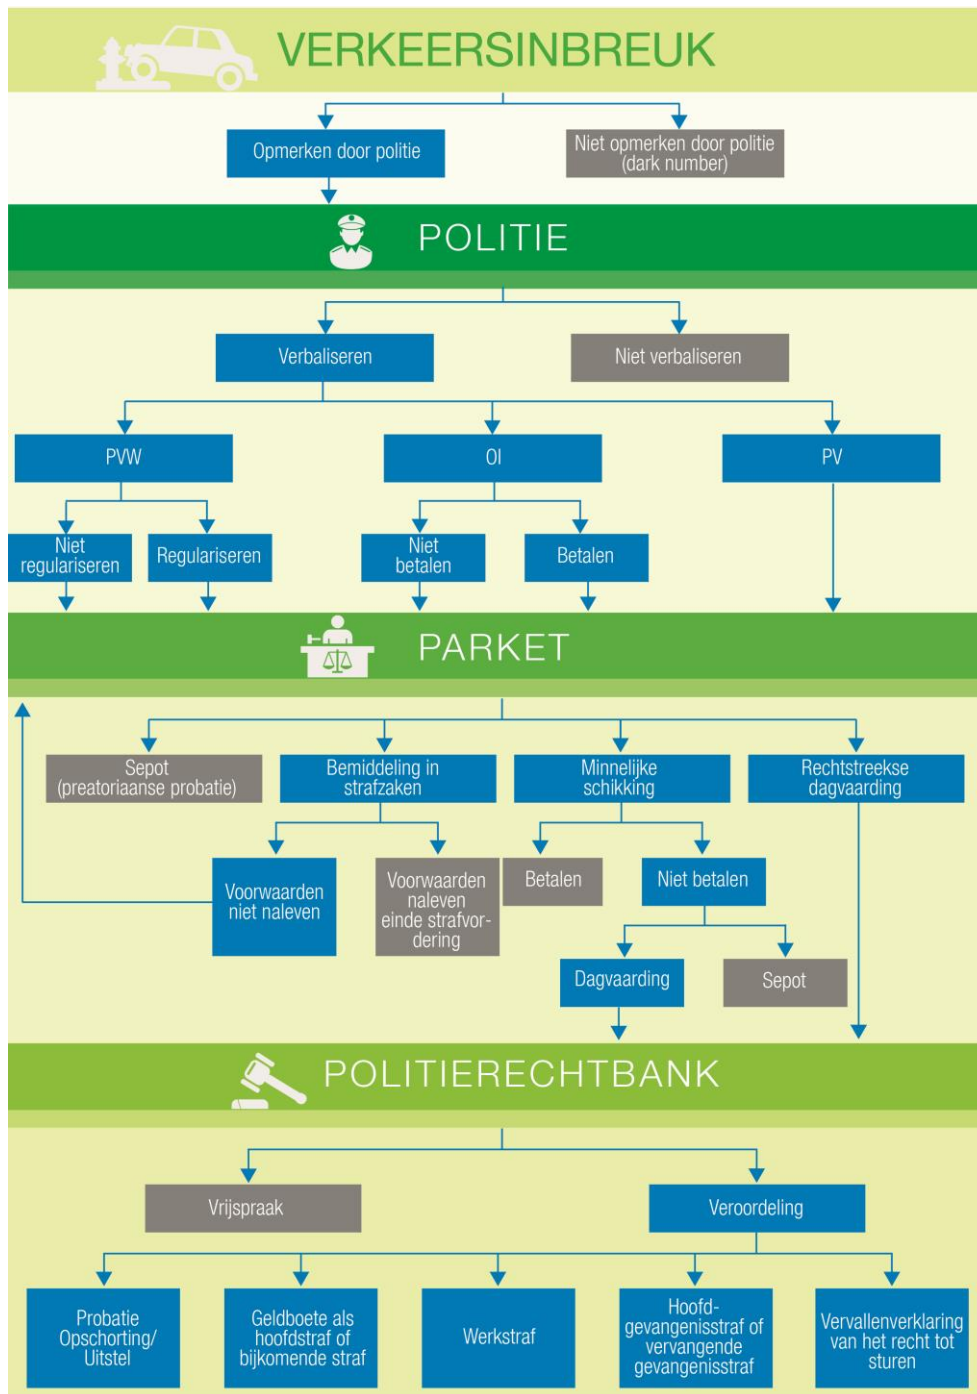 VERKEERSINBREUK
Opmerken door politie
Niet opmerken door politie
(dark number)
POLITIE
Verbaliseren
Niet verbaliseren
PVW
OI
PV
Niet
regulariseren
Regulariseren
Niet
betalen
Betalen
PARKET
Sepot
(preatoriaanse probatie)
Bemiddeling in
strafzaken
Minnelijke
schikking
Rechtstreekse
dagvaarding
Voorwaarden
niet naleven
Voorwaarden
naleven
einde strafvor-
dering
Betalen
Niet betalen
Dagvaarding
Sepot
POLITIERECHTBANK
Vrijspraak
Veroordeling
Probatie
Opschorting/
Uitstel
Geldboete als
hoofdstraf of
bijkomende straf
Werkstraf
Hoofd-
gevangenisstraf of
vervangende
gevangenisstraf
Vervallenverklaring
van het recht tot
sturen